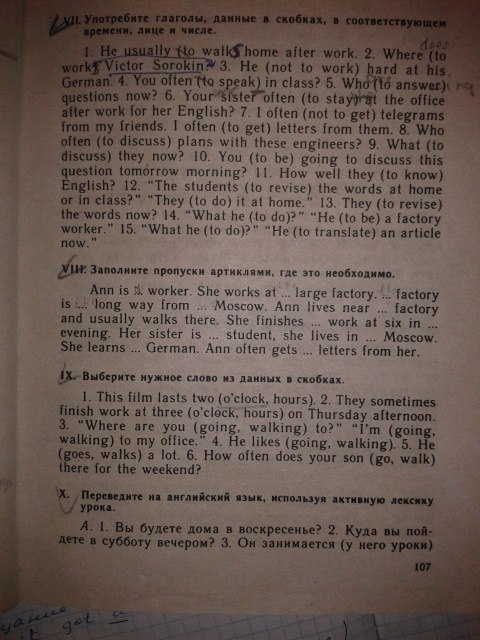 VII. Употребите глаголы, данные в скобках, в соответствующем
времени, лице и числе.
does
1. He usually (to walk) home after work. 2. Where (to
work) Victor Sorokin? 3. He (not to work) hard at his
German. 4. You often (to speak) in class? 5. Who (to answer)
questions now? 6. Your sister often (to stay) at the office
after work for her English? 7. I often (not to get) telegrams
from my friends. I often (to get) letters from them. 8. Who
often (to discuss) plans with these engineers? 9. What (to
discuss) they now? 10. You (to be) going to discuss this
question tomorrow morning? 11. How well they (to know)
English? 12. “The students (to revise) the words at home
or in class?” “They (to do) it at home.” 13. They (to revise)
the words now? 14. “What he (to do)?” “He (to be) a factory
worker.” 15. “What he (to do)?” “He (to translate) an article
now.”
VIII. Заполните пропуски артиклями, где это необходимо.
Ann is a worker. She works at ... large factory. ... factory
is ... long way from ... Moscow. Ann lives near ... factory
and usually walks there. She finishes ... work at six in ...
evening. Her sister is ... student, she lives in ... Moscow.
She learns ... German. Ann often gets ... letters from her.
IX. Выберите нужное слово из данных в скобках.
1. This film lasts two (o’clock, hours). 2. They sometimes
finish work at three (o’clock, hours) on Thursday afternoon.
3. “Where are you (going, walking) to?” “I’m (going,
walking) to my office.” 4. He likes (going, walking). 5. He
(goes, walks) a lot. 6. How often does your son (go, walk)
there for the weekend?
X. Переведите на английский язык, используя активную лексику
урока.
А. 1. Вы будете дома в воскресенье? 2. Куда вы пой-
дете в субботу вечером? 3. Он занимается (у него уроки)
107
got